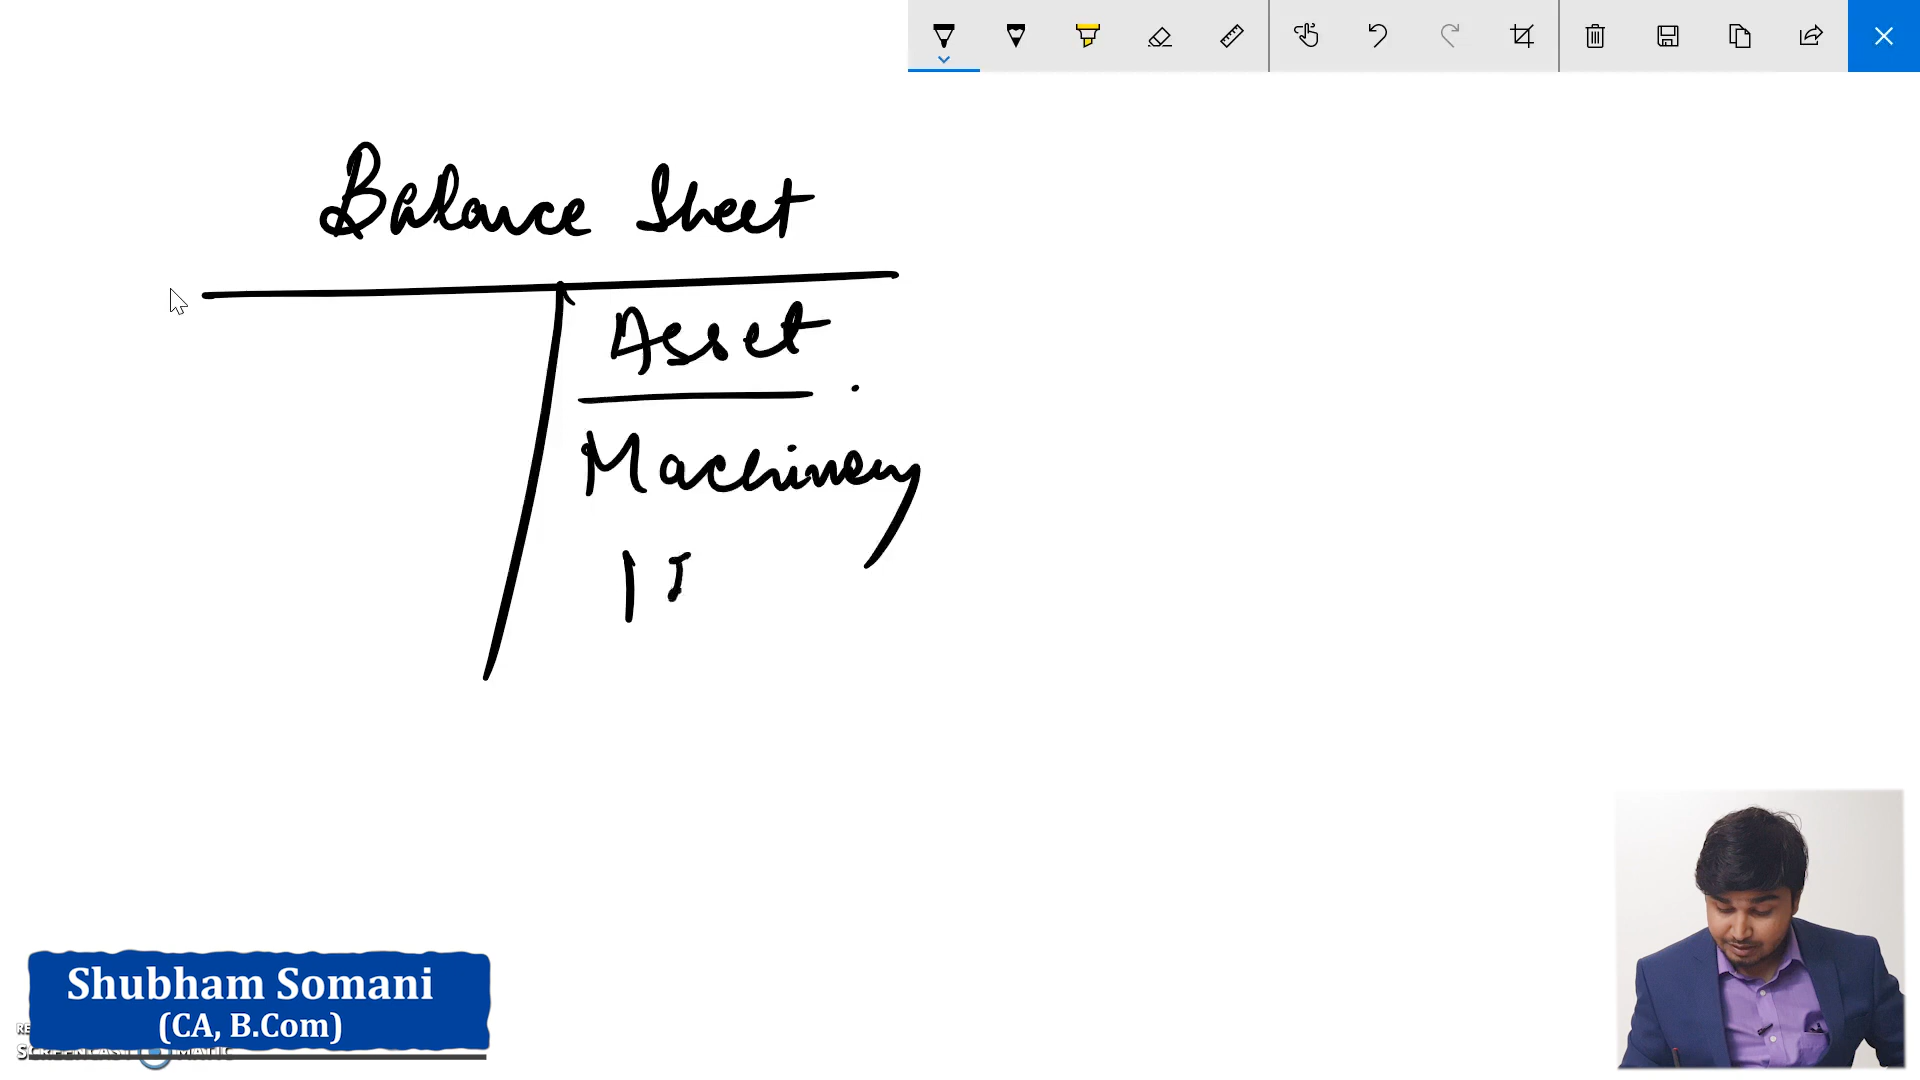 Balance Sheet
Asset
Machinery
Shubham Somani
(CA, B.Com)